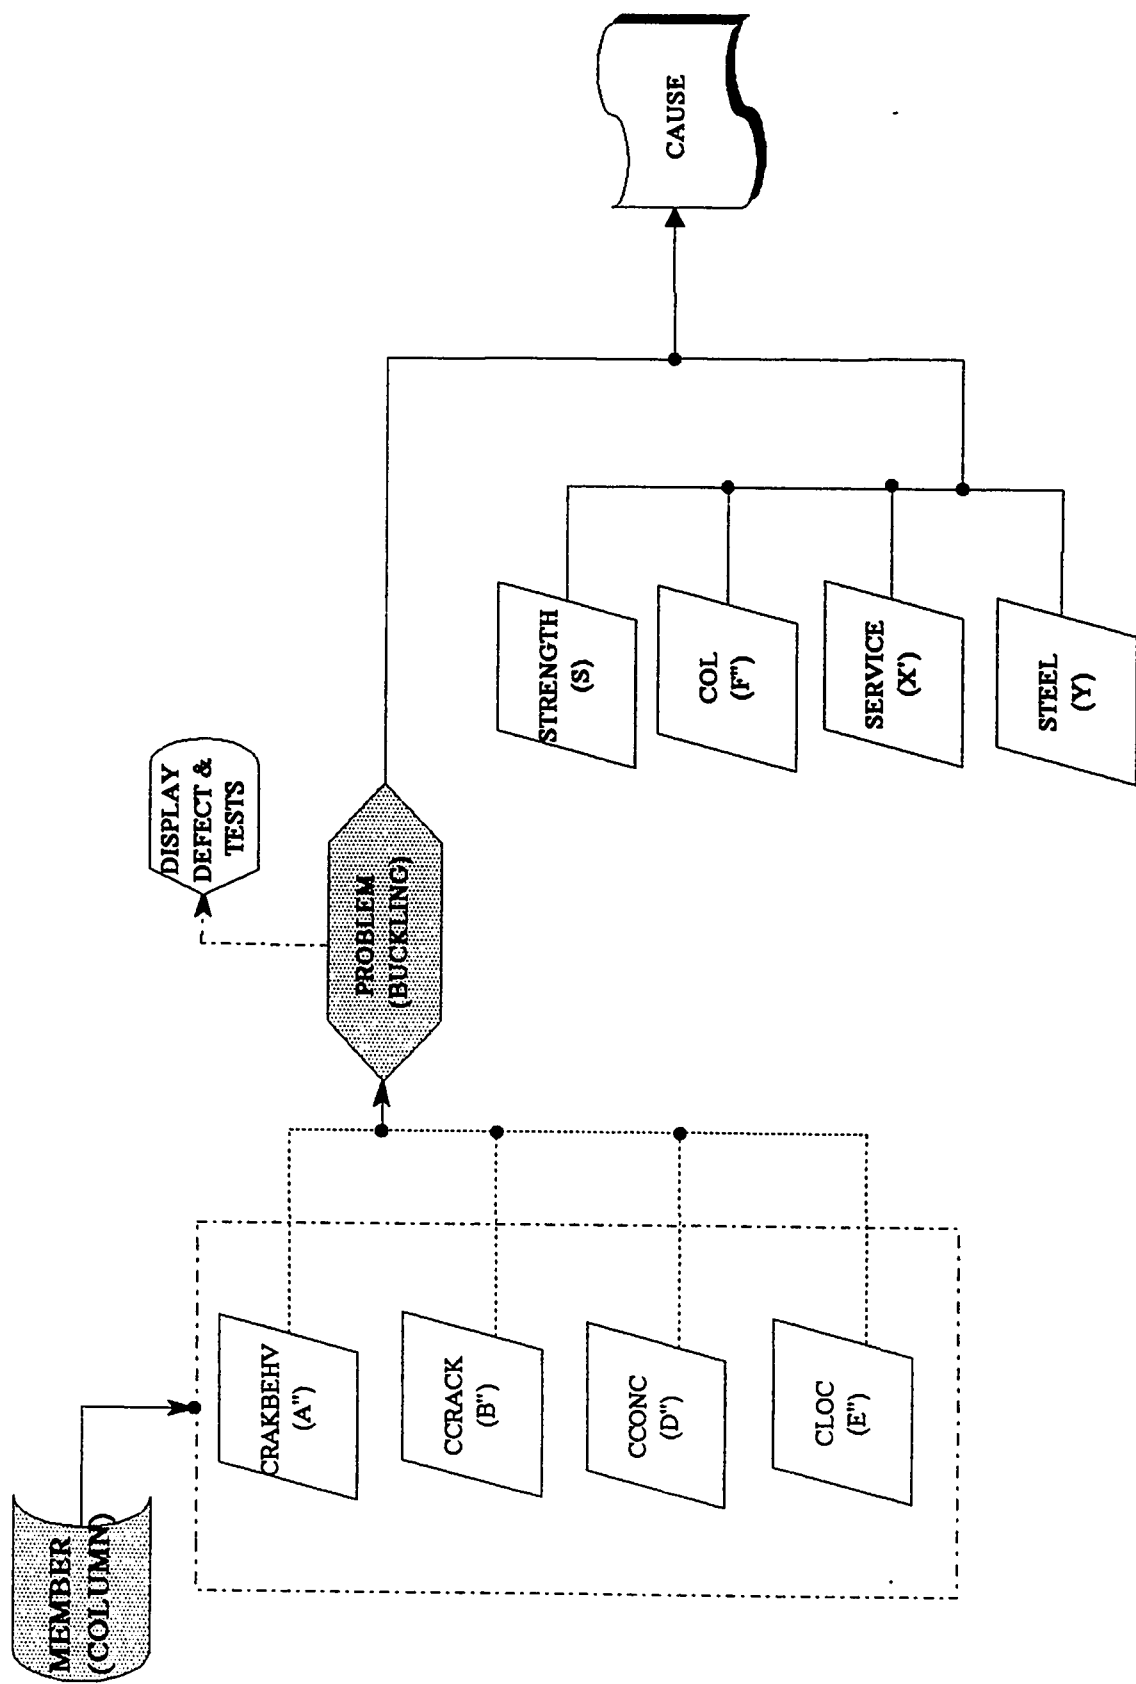 MEMBER
(COLUMN)
CRAKBEHV
(A")
CCRACK
(B")
CCONC
(D")
CLOC
(E")
PROBLEM
(BUCKLING)
DISPLAY
DEFECT &
TESTS
STRENGTH
(S)
COL
(F")
SERVICE
(X')
STEEL
(Y)
CAUSE